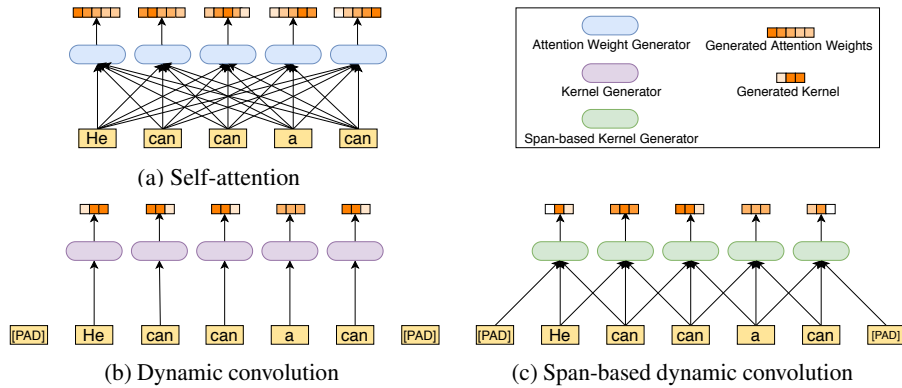 Attention Weight Generator
Generated Attention Weights
Kernel Generator
Generated Kernel
Span-based Kernel Generator
He can can a can
(a) Self-attention
[PAD] He can can a can [PAD]
(b) Dynamic convolution
[PAD] He can can a can [PAD]
(c) Span-based dynamic convolution